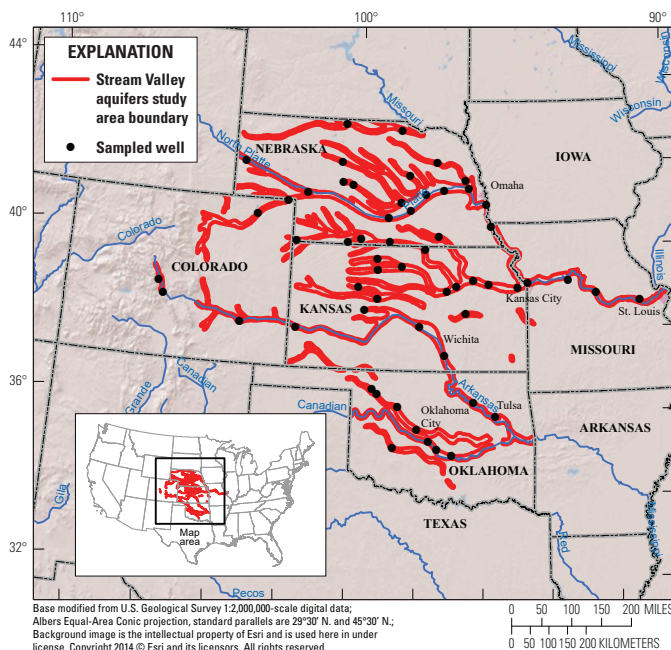 110°
100°
90°
44°
EXPLANATION
Stream Valley
aquifers study
area boundary
Sampled well
Missouri
Mississippi
Wisconsin
NEBRASKA
North Platte
IOWA
Platte
Omaha
40°
Colorado
COLORADO
Illinois
KANSAS
Kansas City
St. Louis
MISSOURI
Wichita
36°
Grande
Canadian
Canadian
Arkansas
Tulsa
Oklahoma
City
ARKANSAS
OKLAHOMA
Gila
TEXAS
Mississippi
32°
Red
Map
area
Pecos
Base modified from U.S. Geological Survey 1:2,000,000-scale digital data;
Albers Equal-Area Conic projection, standard parallels are 29°30' N. and 45°30' N.;
Background image is the intellectual property of Esri and is used here in under
license. Copyright 2014 © Esri and its licensors. All rights reserved
0 50 100 150 200 MILES
0 50 100 150 200 KILOMETERS